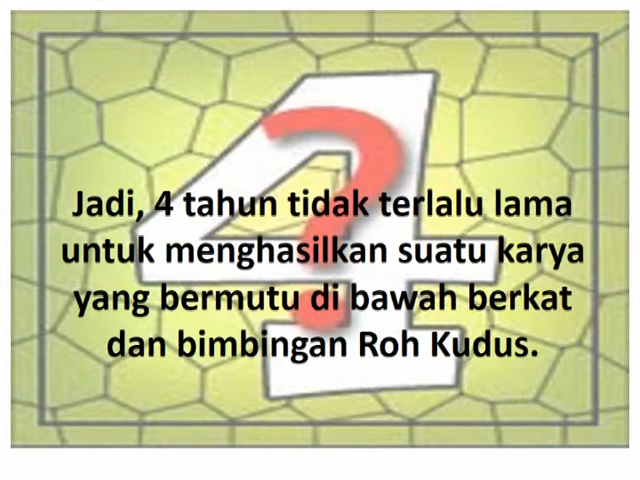 Jadi, 4 tahun tidak terlalu lama
untuk menghasilkan suatu karya
yang bermutu di bawah berkat
dan bimbingan Roh Kudus.
4
?